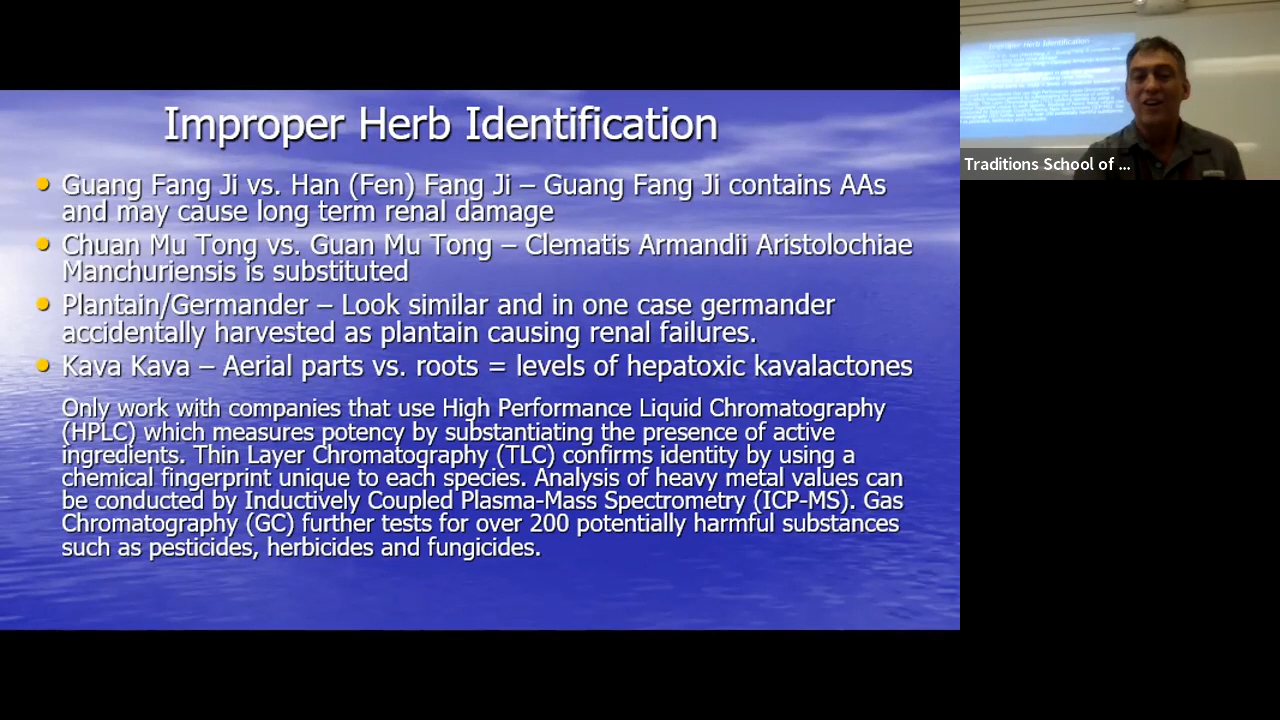 Improper Herb Identification
Guang Fang Ji vs. Han (Fen) Fang Ji – Guang Fang Ji contains AAs
and may cause long term renal damage
Chuan Mu Tong vs. Guan Mu Tong – Clematis Armandii Aristolochiae
Manchuriensis is substituted
Plantain/Germander – Look similar and in one case germander
accidentally harvested as plantain causing renal failures.
Kava Kava – Aerial parts vs. roots = levels of hepatoxic kavalactones
Only work with companies that use High Performance Liquid Chromatography
(HPLC) which measures potency by substantiating the presence of active
ingredients. Thin Layer Chromatography (TLC) confirms identity by using a
chemical fingerprint unique to each species. Analysis of heavy metal values can
be conducted by Inductively Coupled Plasma-Mass Spectrometry (ICP-MS). Gas
Chromatography (GC) further tests for over 200 potentially harmful substances
such as pesticides, herbicides and fungicides.
Improper Herb Identification
Traditions School of ...